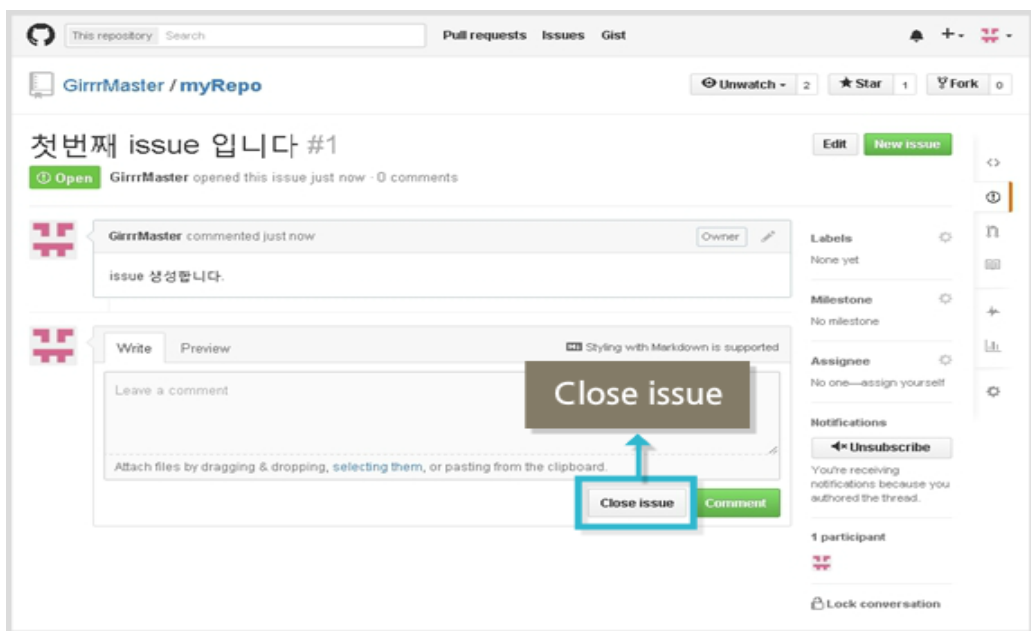 This repository Search Pull requests Issues Gist
GirrrMaster / myRepo
Unwatch 2 Star 1 Fork 0
첫번째 issue 입니다 #1
Edit New issue
Open GirrrMaster opened this issue just now · 0 comments
GirrrMaster commented just now Owner
issue 생성합니다.
Write Preview Styling with Markdown is supported
Leave a comment
Close issue
Attach files by dragging & dropping, selecting them, or pasting from the clipboard.
Close issue Comment
Labels
None yet
Milestone
No milestone
Assignee
No one—assign yourself
Notifications
Unsubscribe
You're receiving
notifications because you
authored the thread.
1 participant
Lock conversation